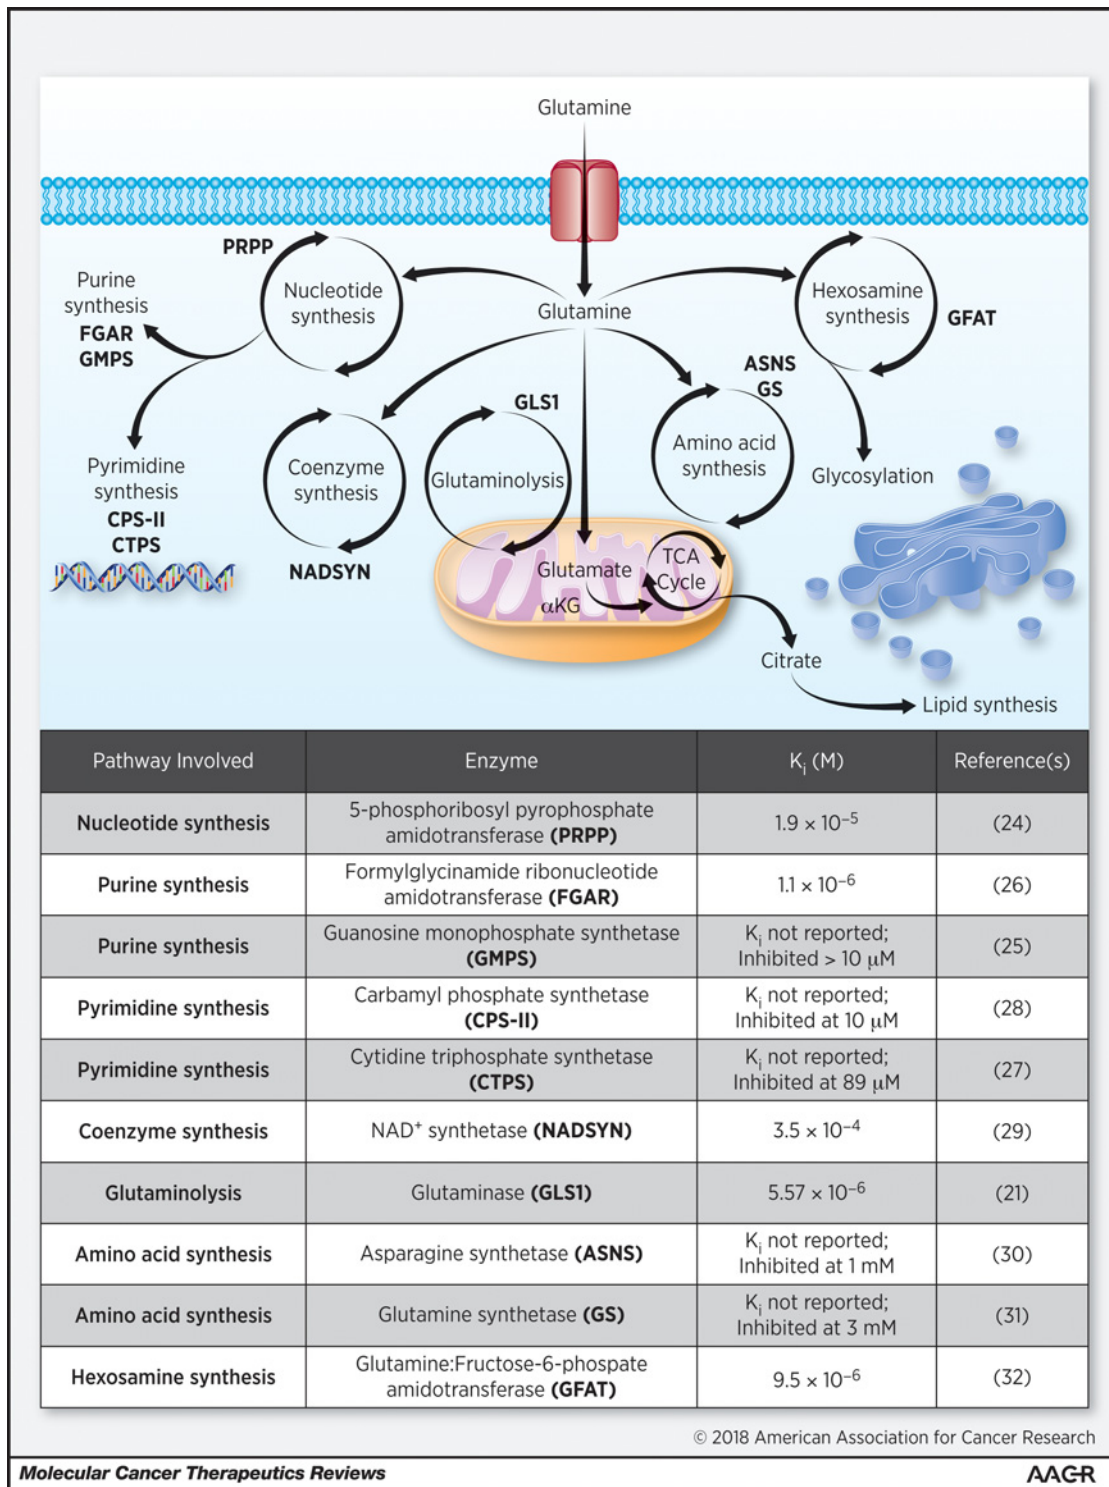 Glutamine
PRPP
Purine
synthesis
FGAR
GMPS
Nucleotide
synthesis
Glutamine
Hexosamine
synthesis
GFAT
ASNS
GS
GLS1
Pyrimidine
synthesis
CPS-II
CTPS
Coenzyme
synthesis
NADSYN
Glutaminolysis
Amino acid
synthesis
Glycosylation
Glutamate
αKG
TCA
Cycle
Citrate
Lipid synthesis
Pathway Involved Enzyme Kᵢ (M) Reference(s)
Nucleotide synthesis 5-phosphoribosyl pyrophosphate
amidotransferase (PRPP) 1.9 × 10⁻⁵ (24)
Purine synthesis Formylglycinamide ribonucleotide
amidotransferase (FGAR) 1.1 × 10⁻⁶ (26)
Purine synthesis Guanosine monophosphate synthetase
(GMPS) Kᵢ not reported;
Inhibited > 10 μM (25)
Pyrimidine synthesis Carbamyl phosphate synthetase
(CPS-II) Kᵢ not reported;
Inhibited at 10 μM (28)
Pyrimidine synthesis Cytidine triphosphate synthetase
(CTPS) Kᵢ not reported;
Inhibited at 89 μM (27)
Coenzyme synthesis NAD⁺ synthetase (NADSYN) 3.5 × 10⁻⁴ (29)
Glutaminolysis Glutaminase (GLS1) 5.57 × 10⁻⁶ (21)
Amino acid synthesis Asparagine synthetase (ASNS) Kᵢ not reported;
Inhibited at 1 mM (30)
Amino acid synthesis Glutamine synthetase (GS) Kᵢ not reported;
Inhibited at 3 mM (31)
Hexosamine synthesis Glutamine:Fructose-6-phospate
amidotransferase (GFAT) 9.5 × 10⁻⁶ (32)
© 2018 American Association for Cancer Research
Molecular Cancer Therapeutics Reviews AACR